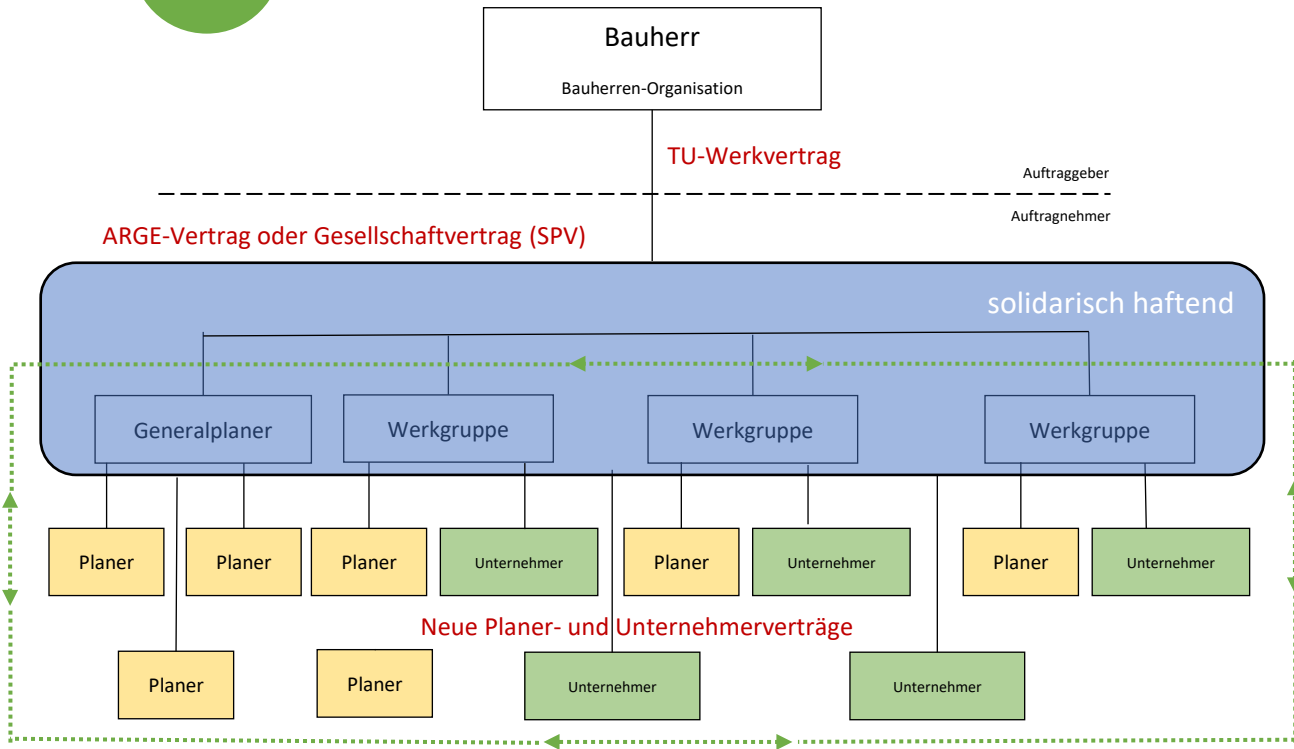 Bauherr
Bauherren-Organisation
TU-Werkvertrag
Auftraggeber
Auftragnehmer
ARGE-Vertrag oder Gesellschaftvertrag (SPV)
solidarisch haftend
Generalplaner
Werkgruppe
Werkgruppe
Werkgruppe
Planer
Planer
Planer
Unternehmer
Planer
Unternehmer
Planer
Unternehmer
Neue Planer- und Unternehmerverträge
Planer
Planer
Unternehmer
Unternehmer